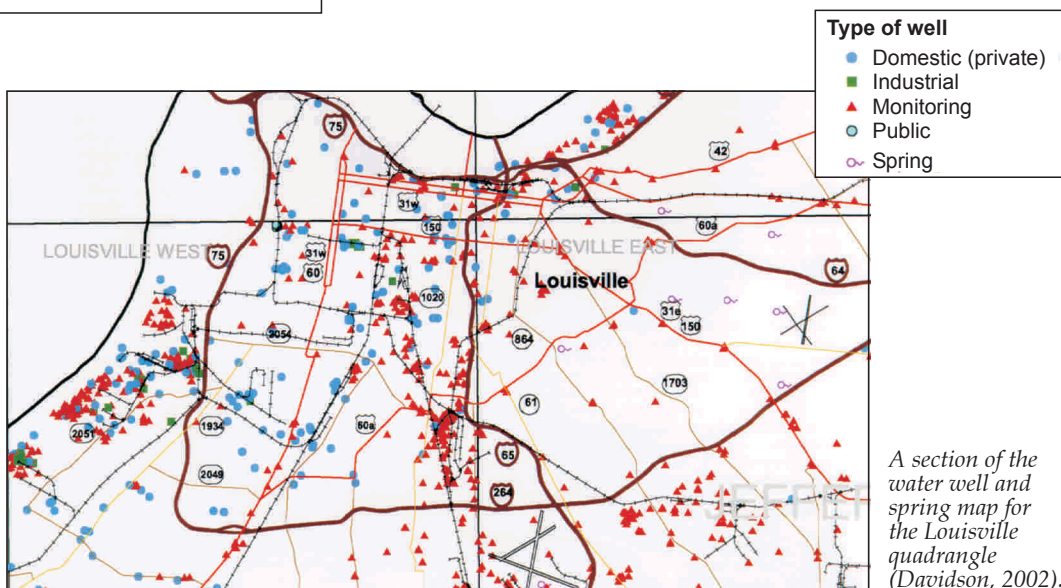 Type of well
Domestic (private)
Industrial
Monitoring
Public
Spring
75
42
31w
150
60a
LOUISVILLE WEST
75
31w
60
LOUISVILLE EAST
64
Louisville
1020
31e
150
2054
864
1703
61
60a
1934
2051
2049
65
264
JEFFER
A section of the
water well and
spring map for
the Louisville
quadrangle
(Davidson, 2002).